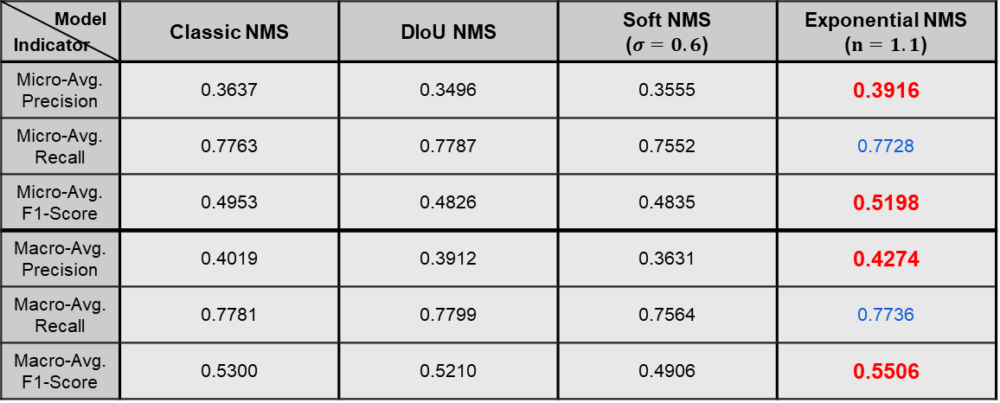 Model
Indicator
Classic NMS
DIoU NMS
Soft NMS
(σ = 0.6)
Exponential NMS
(n = 1.1)
Micro-Avg.
Precision
0.3637
0.3496
0.3555
0.3916
Micro-Avg.
Recall
0.7763
0.7787
0.7552
0.7728
Micro-Avg.
F1-Score
0.4953
0.4826
0.4835
0.5198
Macro-Avg.
Precision
0.4019
0.3912
0.3631
0.4274
Macro-Avg.
Recall
0.7781
0.7799
0.7564
0.7736
Macro-Avg.
F1-Score
0.5300
0.5210
0.4906
0.5506